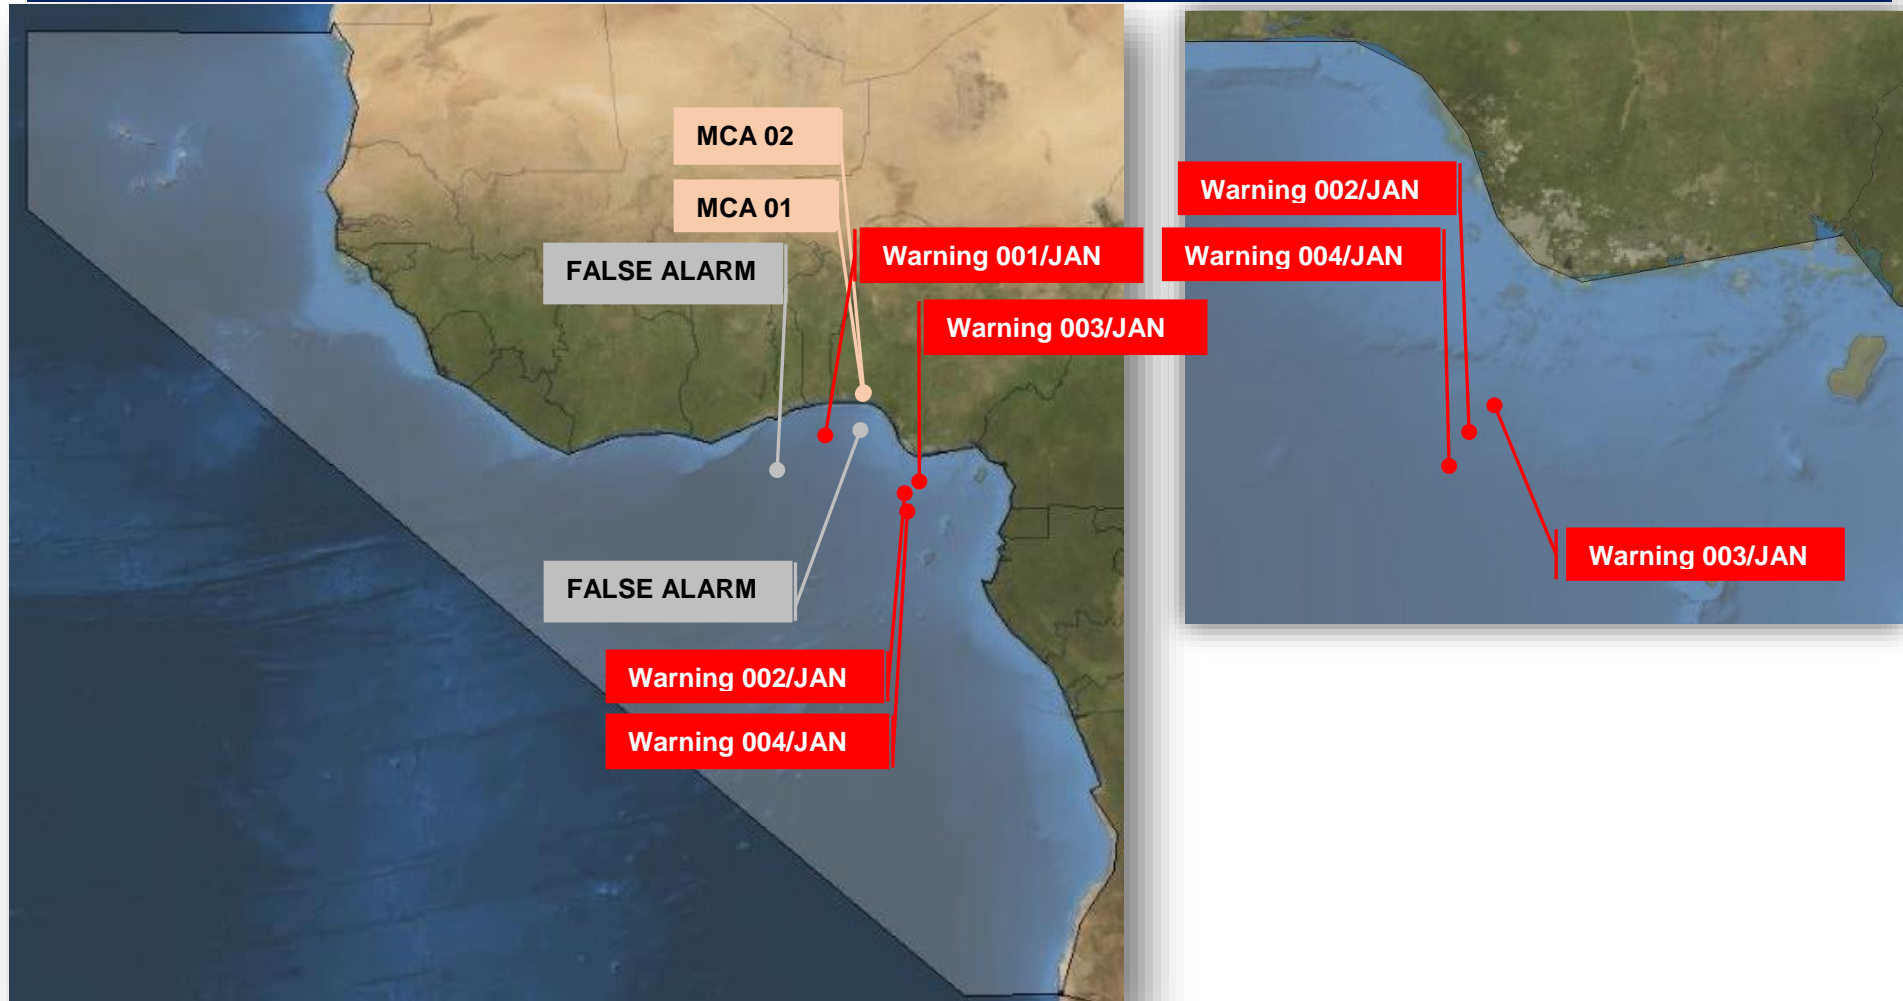 MCA 02
MCA 01
FALSE ALARM
Warning 001/JAN
Warning 003/JAN
FALSE ALARM
Warning 002/JAN
Warning 004/JAN
Warning 002/JAN
Warning 004/JAN
Warning 003/JAN